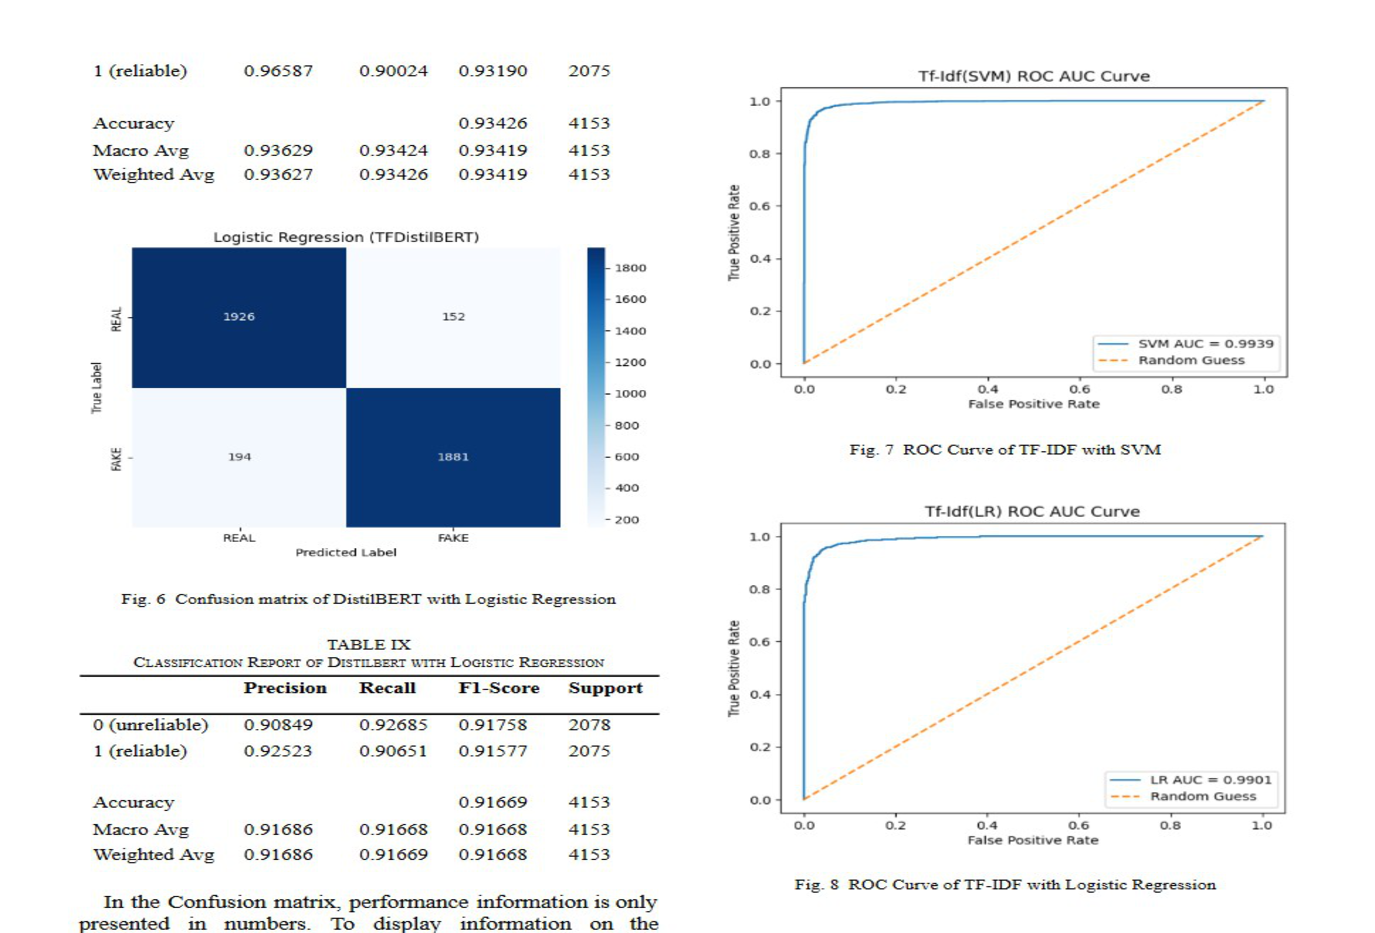 1 (reliable) 0.96587 0.90024 0.93190 2075
Accuracy 0.93426 4153
Macro Avg 0.93629 0.93424 0.93419 4153
Weighted Avg 0.93627 0.93426 0.93419 4153
Logistic Regression (TFDistilBERT)
REAL
1926 152
True Label
FAKE
194 1881
REAL FAKE
Predicted Label
1800
1600
1400
1200
1000
800
600
400
200
Fig. 6 Confusion matrix of DistilBERT with Logistic Regression
TABLE IX
CLASSIFICATION REPORT OF DISTILBERT WITH LOGISTIC REGRESSION
Precision Recall F1-Score Support
0 (unreliable) 0.90849 0.92685 0.91758 2078
1 (reliable) 0.92523 0.90651 0.91577 2075
Accuracy 0.91669 4153
Macro Avg 0.91686 0.91668 0.91668 4153
Weighted Avg 0.91686 0.91669 0.91668 4153
In the Confusion matrix, performance information is only
presented in numbers. To display information on the
Tf-Idf(SVM) ROC AUC Curve
1.0
0.8
0.6
0.4
0.2
0.0
True Positive Rate
SVM AUC = 0.9939
Random Guess
0.0 0.2 0.4 0.6 0.8 1.0
False Positive Rate
Fig. 7 ROC Curve of TF-IDF with SVM
Tf-Idf(LR) ROC AUC Curve
1.0
0.8
0.6
0.4
0.2
0.0
True Positive Rate
LR AUC = 0.9901
Random Guess
0.0 0.2 0.4 0.6 0.8 1.0
False Positive Rate
Fig. 8 ROC Curve of TF-IDF with Logistic Regression